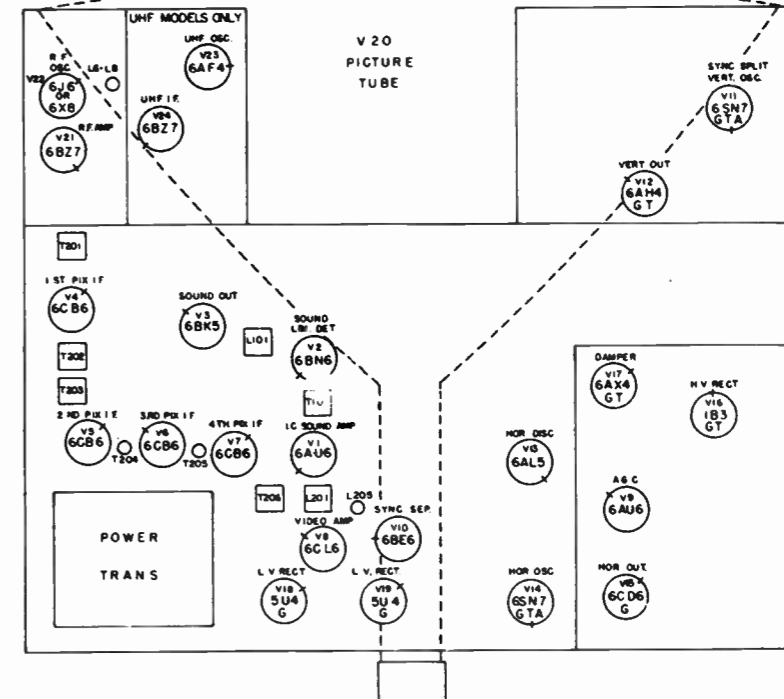 UHF MODELS ONLY
UHF OSC.
V23
6AF4
R F
OSC
L6-L8
V22
6J6
OR
6X8
R.F. AMP
V21
6BZ7
UHF I F.
V24
6BZ7
V 20
PICTURE
TUBE
SYNC SPLIT
VERT. OSC.
V11
6SN7
GTA
VERT OUT
V12
6AH4
GT
T201
1 ST PIX I F
V4
6CB6
T202
T203
SOUND OUT
V3
6BK5
L101
SOUND
LIM. DET
V2
6BN6
T10
2 ND PIX I F
V5
6CB6
T204
3RD PIX I F
V6
6CB6
T205
4TH PIX I F
V7
6CB6
I.C SOUND AMP
V1
6AU6
T206
L201
L205
VIDEO AMP
V8
6CL6
SYNC SEP.
V10
6BE6
L V RECT
V18
5U4
G
L V. RECT.
V19
5U4
G
POWER
TRANS
HOR DISC
V13
6AL5
HOR OSC
V14
6SN7
GTA
DAMPER
V17
6AX4
GT
H V RECT
V16
1B3
GT
A G C
V9
6AU6
HOR OUT.
V15
6CD6
G